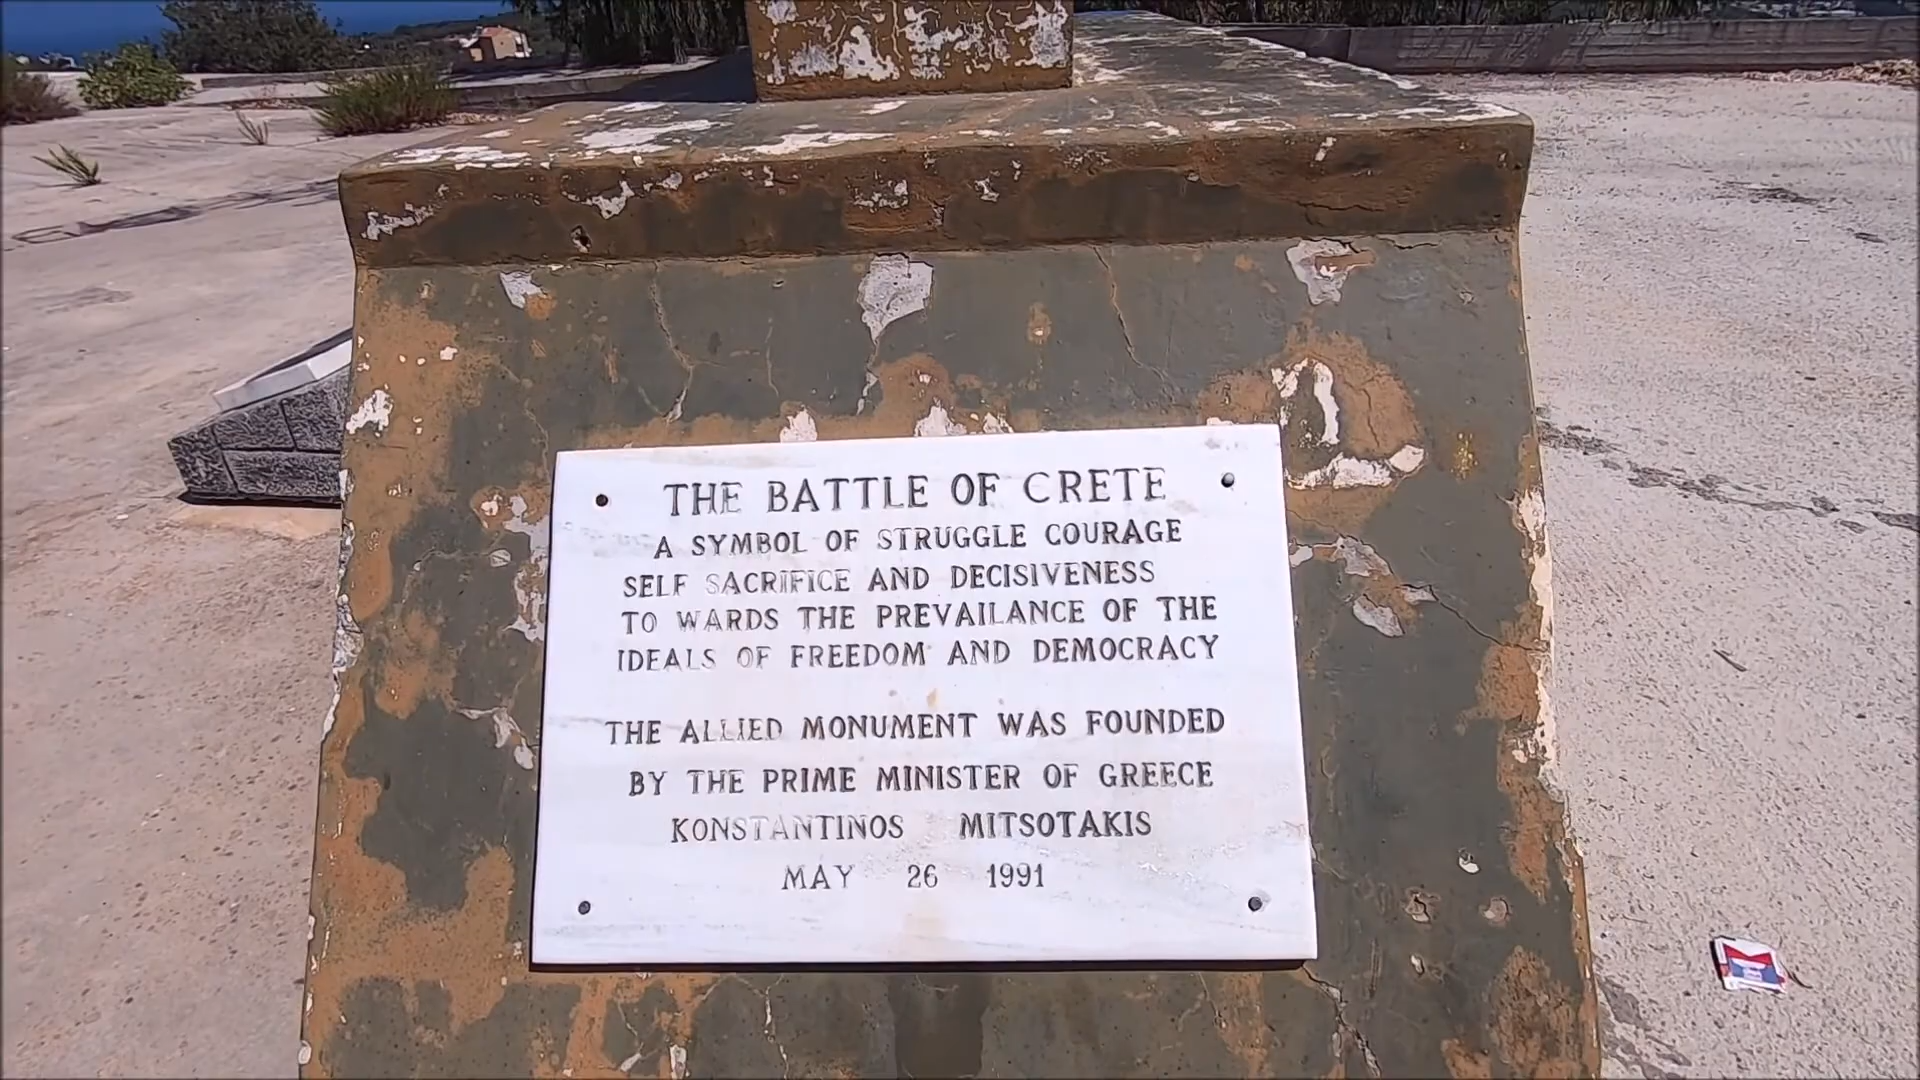 THE BATTLE OF CRETE
A SYMBOL OF STRUGGLE COURAGE
SELF SACRIFICE AND DECISIVENESS
TO WARDS THE PREVAILANCE OF THE
IDEALS OF FREEDOM AND DEMOCRACY
THE ALLIED MONUMENT WAS FOUNDED
BY THE PRIME MINISTER OF GREECE
KONSTANTINOS MITSOTAKIS
MAY 26 1991